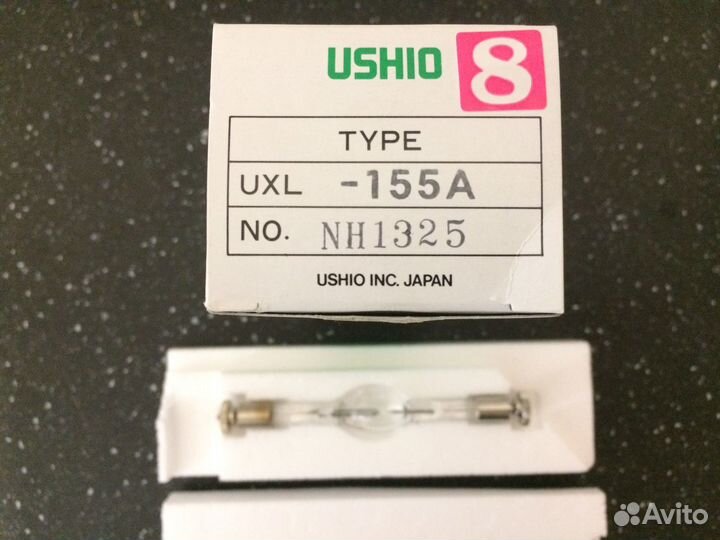 USHIO 8
TYPE
UXL -155A
NO. NH1325
USHIO INC. JAPAN
Avito